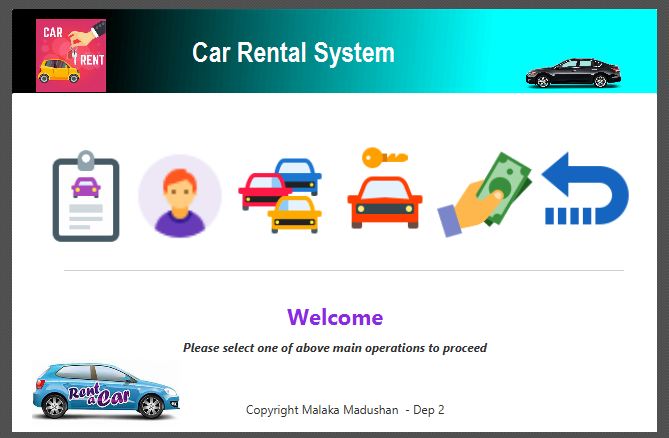 CAR
RENT
Car Rental System
Welcome
Please select one of above main operations to proceed
Rent
a Car
Copyright Malaka Madushan - Dep 2